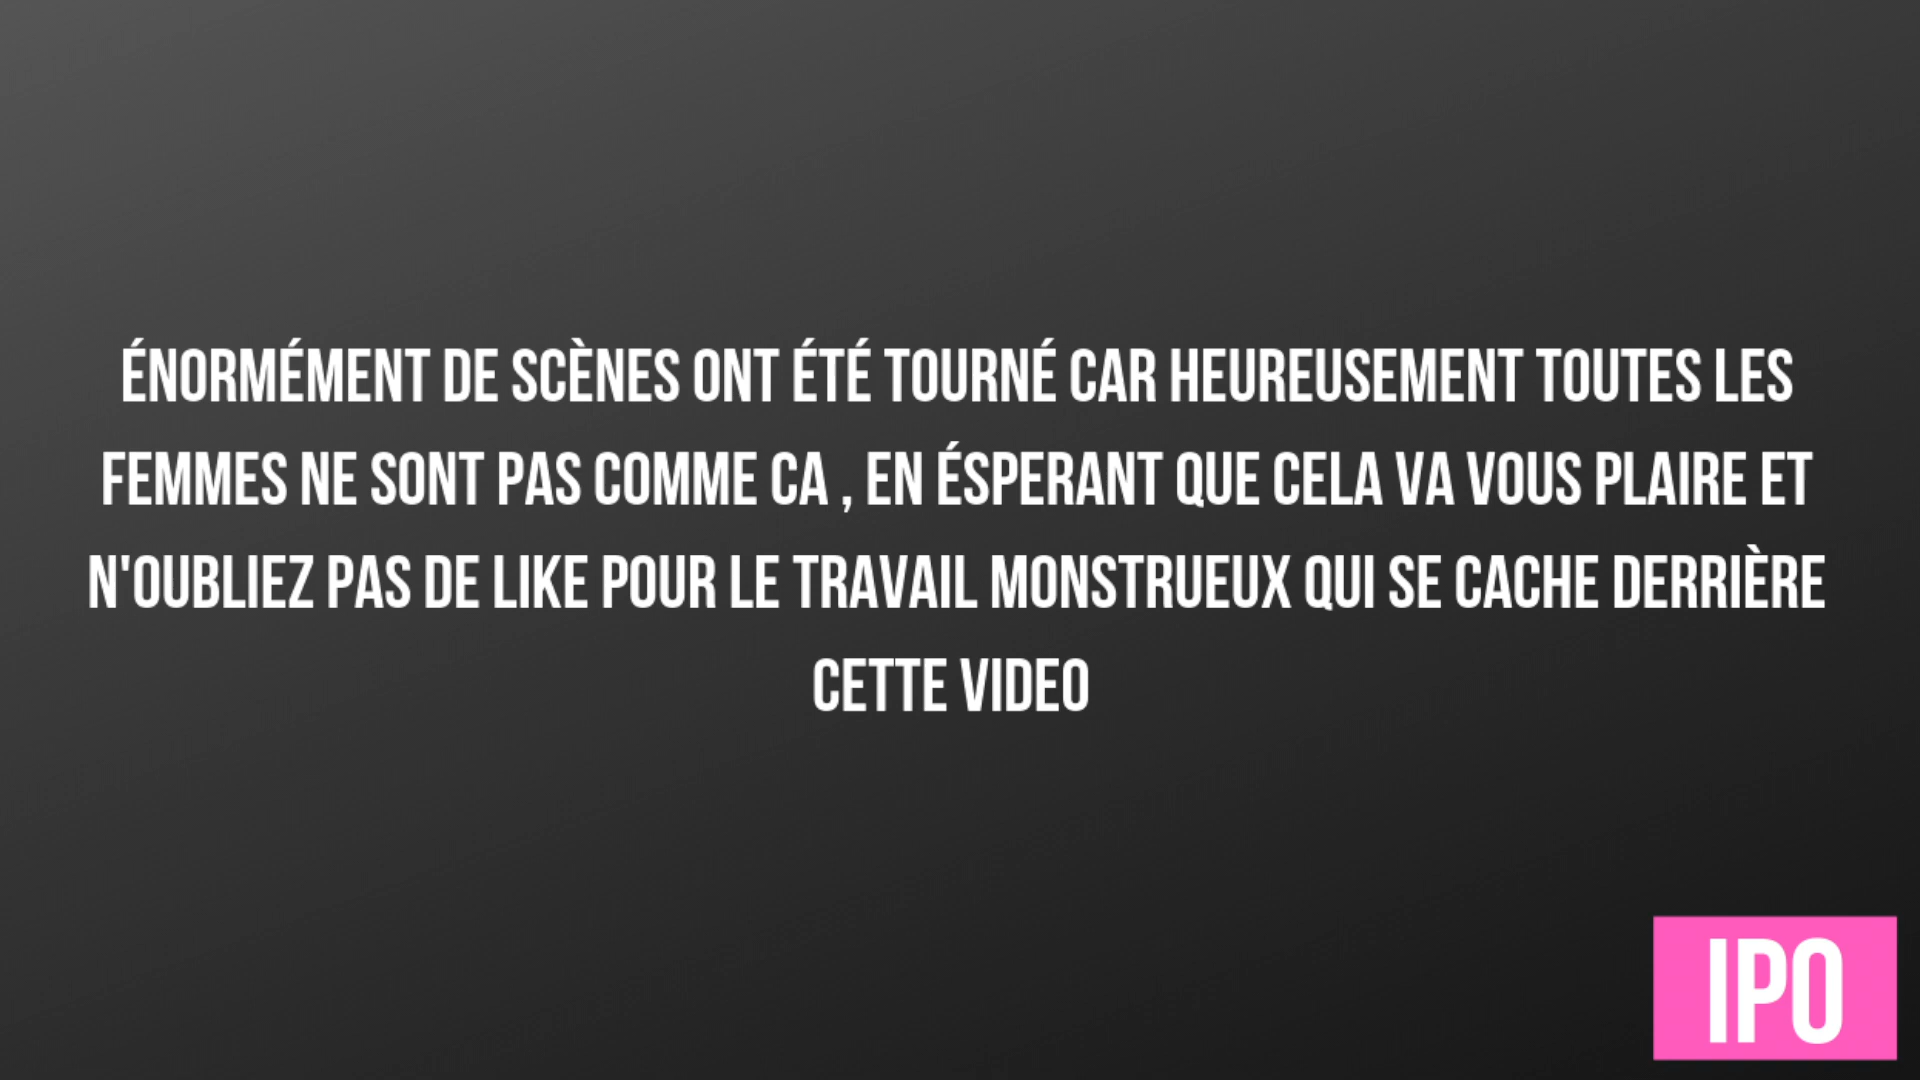 ÉNORMÉMENT DE SCÈNES ONT ÉTÉ TOURNÉ CAR HEUREUSEMENT TOUTES LES
FEMMES NE SONT PAS COMME CA , EN ÉSPERANT QUE CELA VA VOUS PLAIRE ET
N'OUBLIEZ PAS DE LIKE POUR LE TRAVAIL MONSTRUEUX QUI SE CACHE DERRIÈRE
CETTE VIDEO
IPO